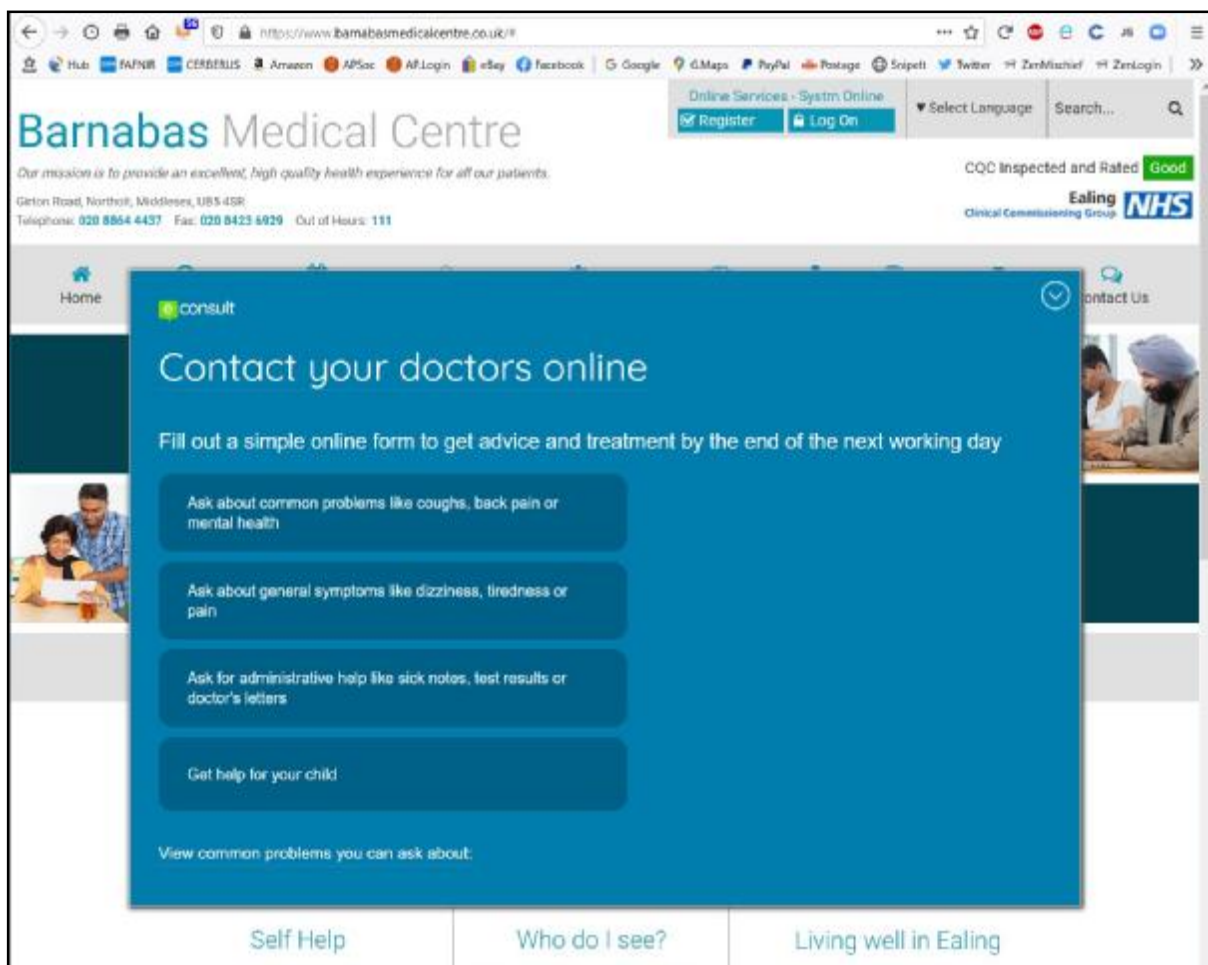 https://www.barnabasmedicalcentre.co.uk/#
Hub FAFNIR CERBERUS Amazon APSoc AP.Login eBay Facebook Google G.Maps PayPal Postage Snipett Twitter ZenMischief ZenLogin
Online Services - Systm Online
Register Log On
Select Language
Search...
Barnabas Medical Centre
Our mission is to provide an excellent, high quality health experience for all our patients.
CQC Inspected and Rated Good
Girton Road, Northolt, Middlesex, UB5 4SR
Telephone: 020 8864 4437 Fax: 020 8423 6929 Out of Hours: 111
Ealing
Clinical Commissioning Group
NHS
Home
ontact Us
e consult
Contact your doctors online
Fill out a simple online form to get advice and treatment by the end of the next working day
Ask about common problems like coughs, back pain or
mental health
Ask about general symptoms like dizziness, tiredness or
pain
Ask for administrative help like sick notes, test results or
doctor's letters
Get help for your child
View common problems you can ask about:
Self Help
Who do I see?
Living well in Ealing